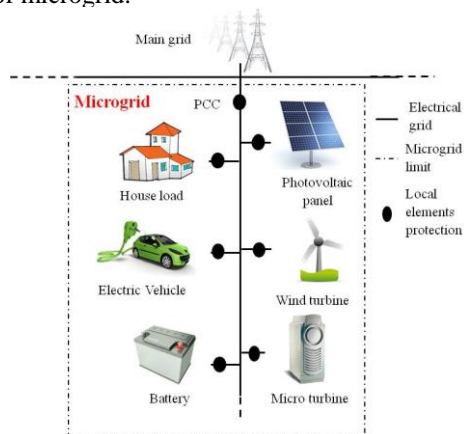 of microgrid.
Main grid
Microgrid
PCC
House load
Photovoltaic
panel
Electric Vehicle
Wind turbine
Battery
Micro turbine
Electrical
grid
Microgrid
limit
Local
elements
protection